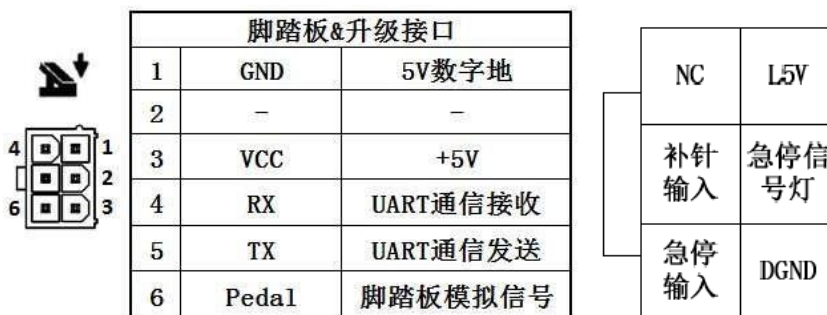 脚踏板&升级接口
1 GND 5V数字地
2 - -
3 VCC +5V
4 RX UART通信接收
5 TX UART通信发送
6 Pedal 脚踏板模拟信号
4 1
2
6 3
NC L5V
补针
输入
急停信
号灯
急停
输入
DGND